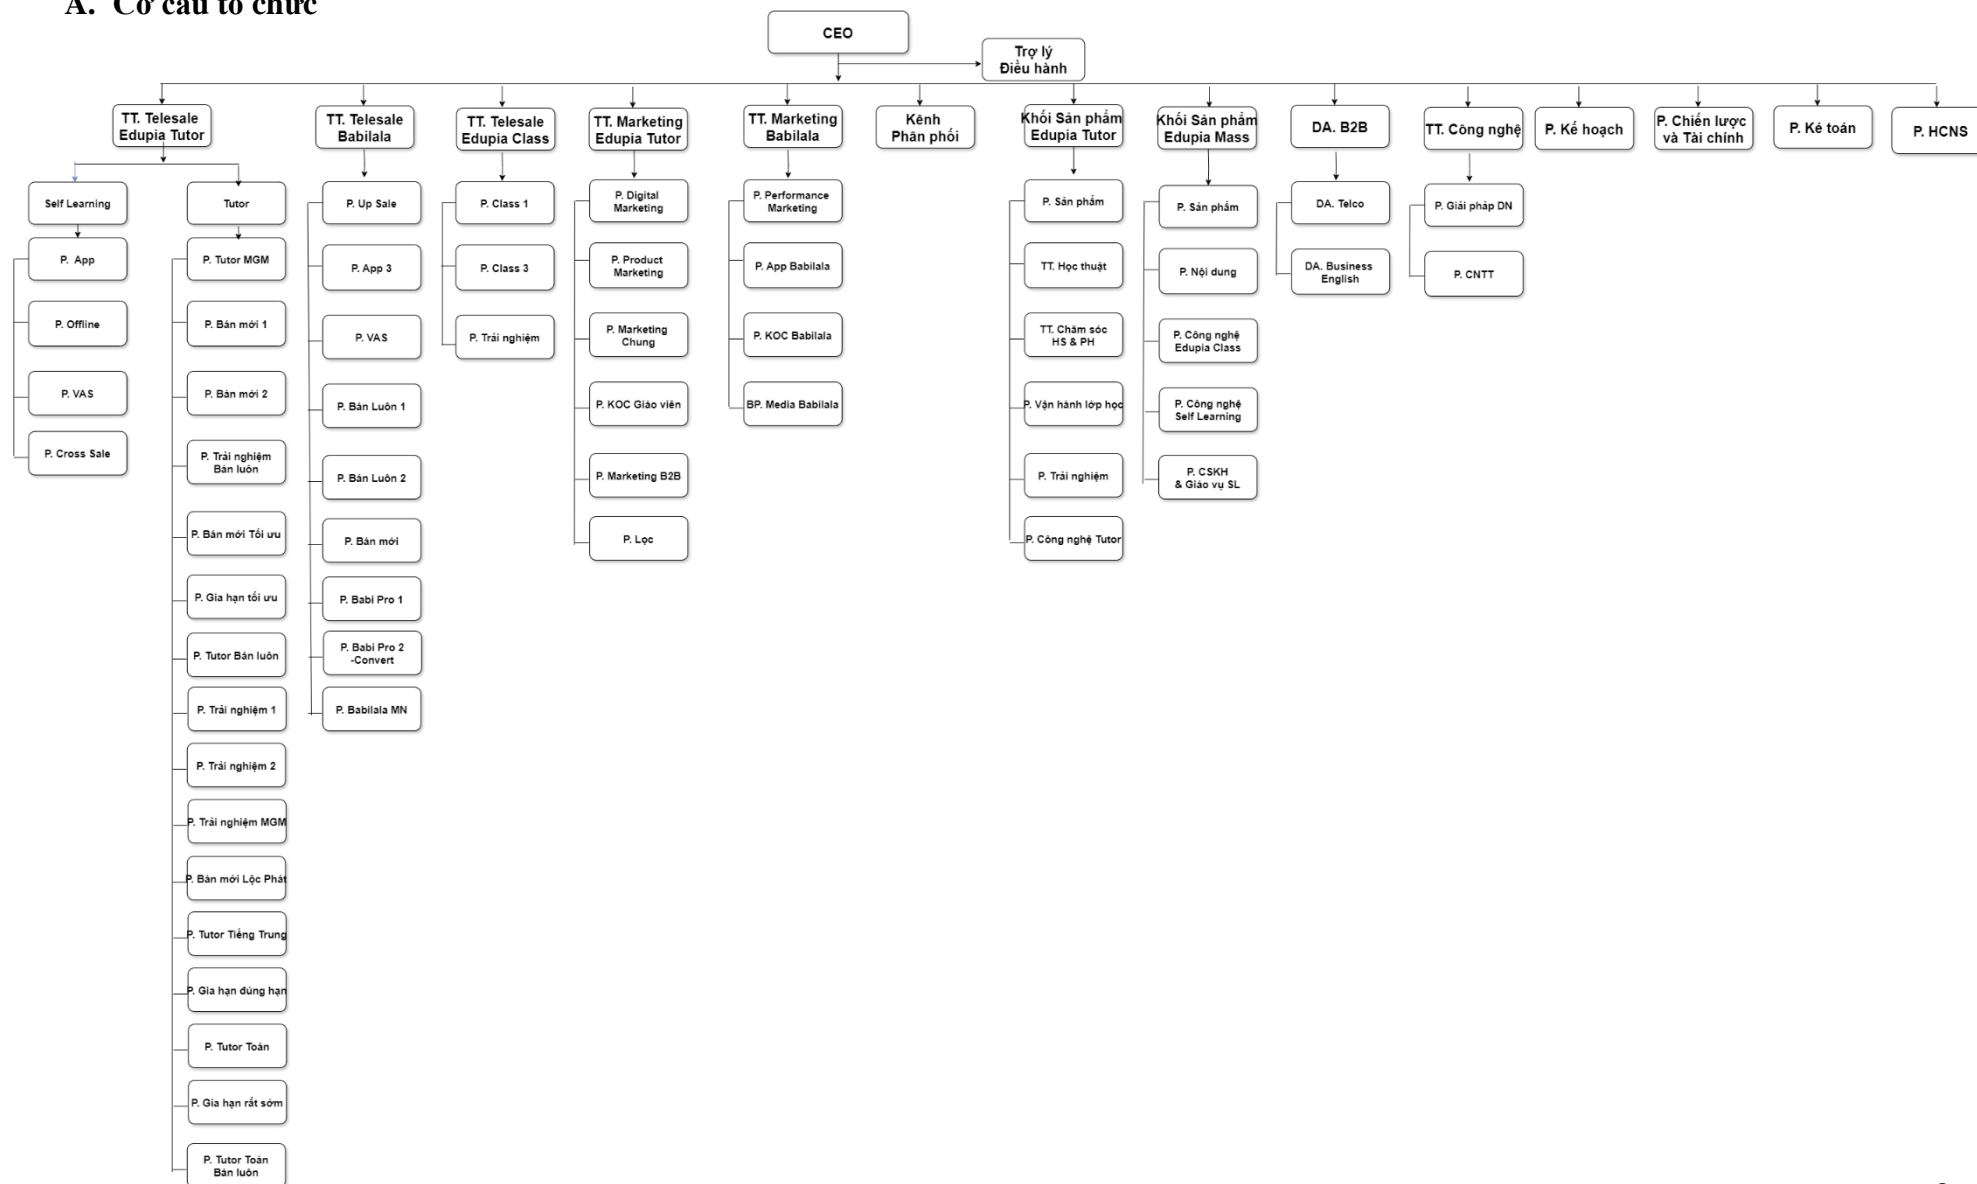 A. Cơ cấu tổ chức
CEO
Trợ lý
Điều hành
TT. Telesale
Edupia Tutor
TT. Telesale
Babilala
TT. Telesale
Edupia Class
TT. Marketing
Edupia Tutor
TT. Marketing
Babilala
Kênh
Phân phối
Khối Sản phẩm
Edupia Tutor
Khối Sản phẩm
Edupia Mass
DA. B2B
TT. Công nghệ
P. Kế hoạch
P. Chiến lược
và Tài chính
P. Kế toán
P. HCNS
Self Learning
P. App
P. Offline
P. VAS
P. Cross Sale
Tutor
P. Tutor MGM
P. Bán mới 1
P. Bán mới 2
P. Trải nghiệm
Bán luôn
P. Bán mới Tối ưu
P. Gia hạn tối ưu
P. Tutor Bán luôn
P. Trải nghiệm 1
P. Trải nghiệm 2
P. Trải nghiệm MGM
P. Bán mới Lộc Phát
P. Tutor Tiếng Trung
P. Gia hạn đúng hạn
P. Tutor Toán
P. Gia hạn rất sớm
P. Tutor Toán
Bán luôn
P. Up Sale
P. App 3
P. VAS
P. Bán Luôn 1
P. Bán Luôn 2
P. Bán mới
P. Babi Pro 1
P. Babi Pro 2
-Convert
P. Babilala MN
P. Class 1
P. Class 3
P. Trải nghiệm
P. Digital
Marketing
P. Product
Marketing
P. Marketing
Chung
P. KOC Giáo viên
P. Marketing B2B
P. Lọc
P. Performance
Marketing
P. App Babilala
P. KOC Babilala
BP. Media Babilala
P. Sản phẩm
TT. Học thuật
TT. Chăm sóc
HS & PH
P. Vận hành lớp học
P. Trải nghiệm
P. Công nghệ Tutor
P. Sản phẩm
P. Nội dung
P. Công nghệ
Edupia Class
P. Công nghệ
Self Learning
P. CSKH
& Giáo vụ SL
DA. Telco
DA. Business
English
P. Giải pháp DN
P. CNTT